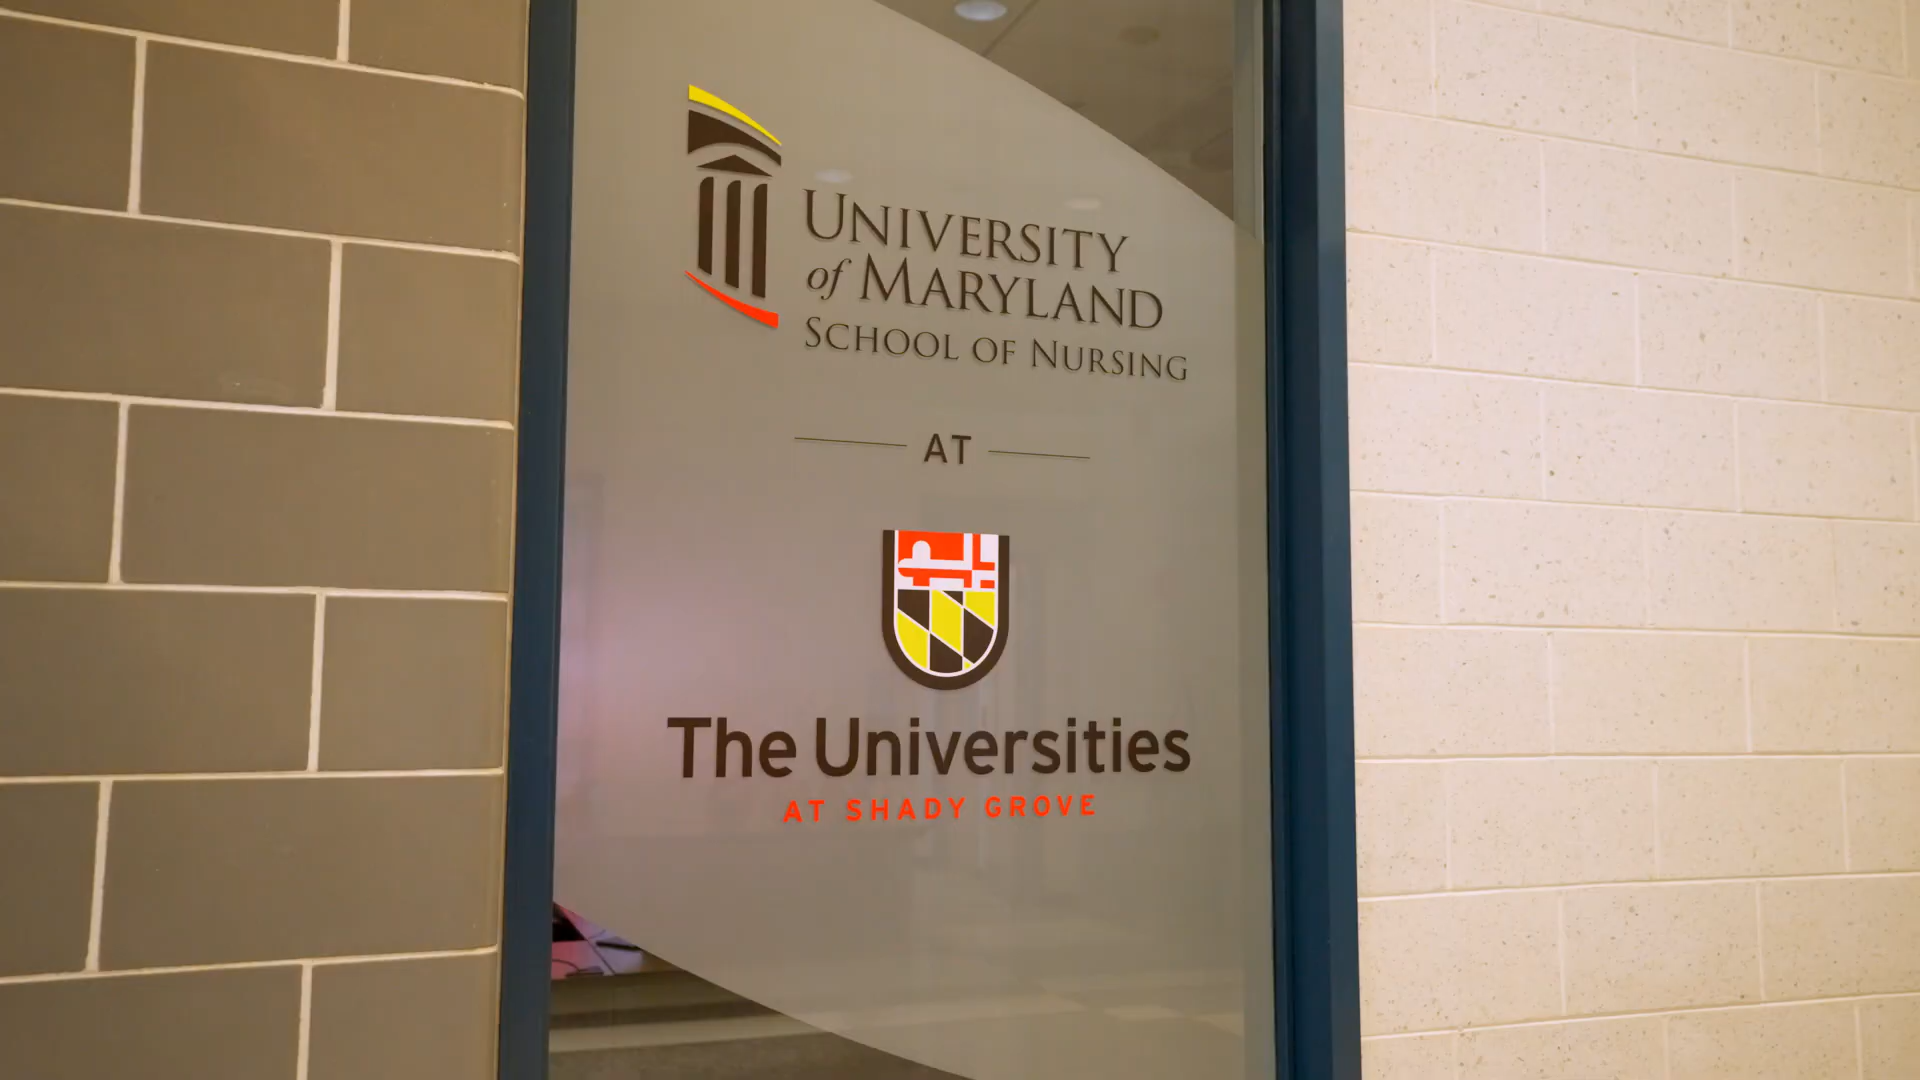 UNIVERSITY
of MARYLAND
SCHOOL OF NURSING
AT
The Universities
AT SHADY GROVE